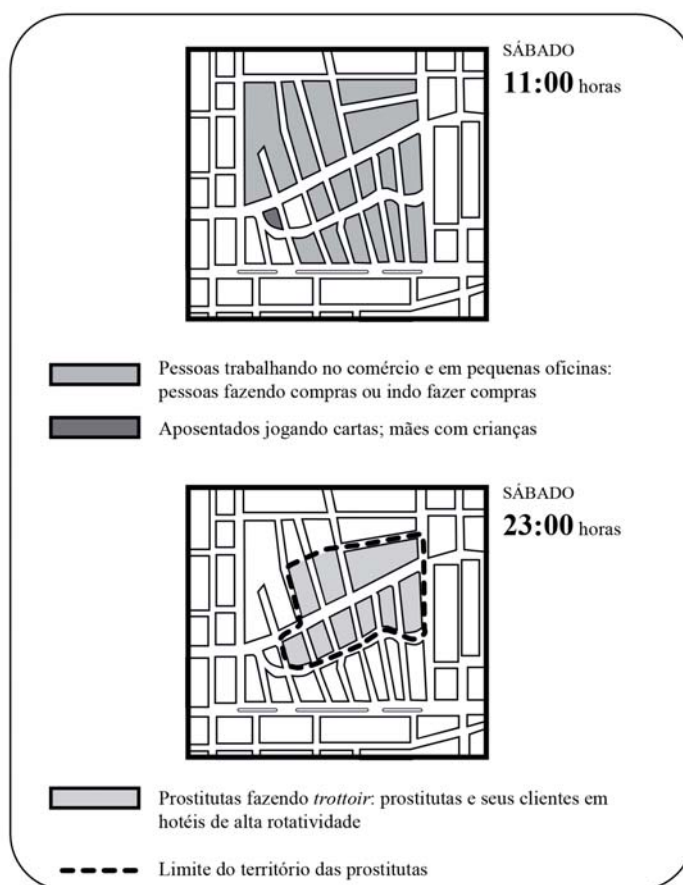 SÁBADO
11:00 horas
Pessoas trabalhando no comércio e em pequenas oficinas:
pessoas fazendo compras ou indo fazer compras
Aposentados jogando cartas; mães com crianças
SÁBADO
23:00 horas
Prostitutas fazendo trottoir: prostitutas e seus clientes em
hotéis de alta rotatividade
Limite do território das prostitutas